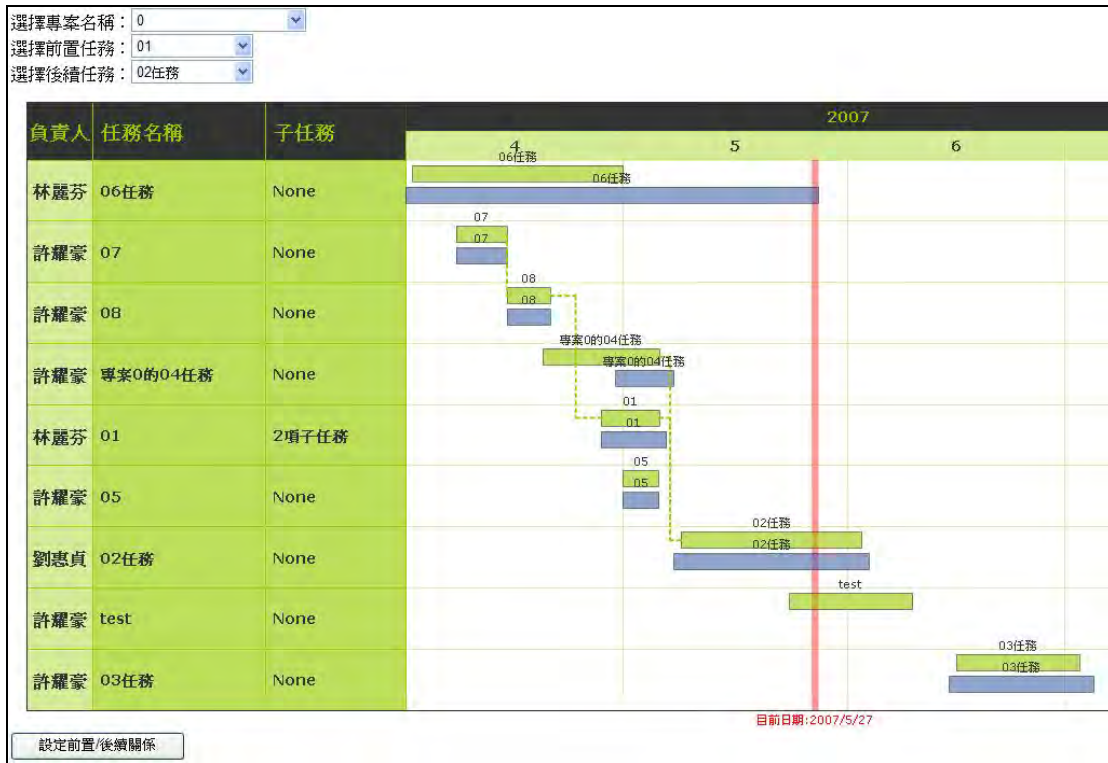 選擇專案名稱：0
選擇前置任務：01
選擇後續任務：02任務
負責人 任務名稱 子任務 2007
4 5 6
06任務
林麗芬 06任務 None 06任務
07
許耀豪 07 None 07
08
許耀豪 08 None 08
專案0的04任務
許耀豪 專案0的04任務 None 專案0的04任務
01
林麗芬 01 2項子任務 01
05
許耀豪 05 None 05
02任務
劉惠貞 02任務 None 02任務
test
許耀豪 test None
03任務
許耀豪 03任務 None 03任務
目前日期:2007/5/27
設定前置/後續關係